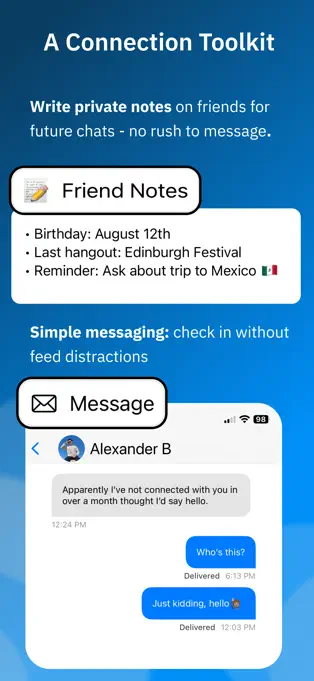 A Connection Toolkit
Write private notes on friends for
future chats - no rush to message.
Friend Notes
• Birthday: August 12th
• Last hangout: Edinburgh Festival
• Reminder: Ask about trip to Mexico 🇲🇽
Simple messaging: check in without
feed distractions
Message
98
Alexander B
Apparently I've not connected with you in
over a month thought I'd say hello.
12:24 PM
Who's this?
Delivered 6:13 PM
Just kidding, hello
Delivered 12:03 PM